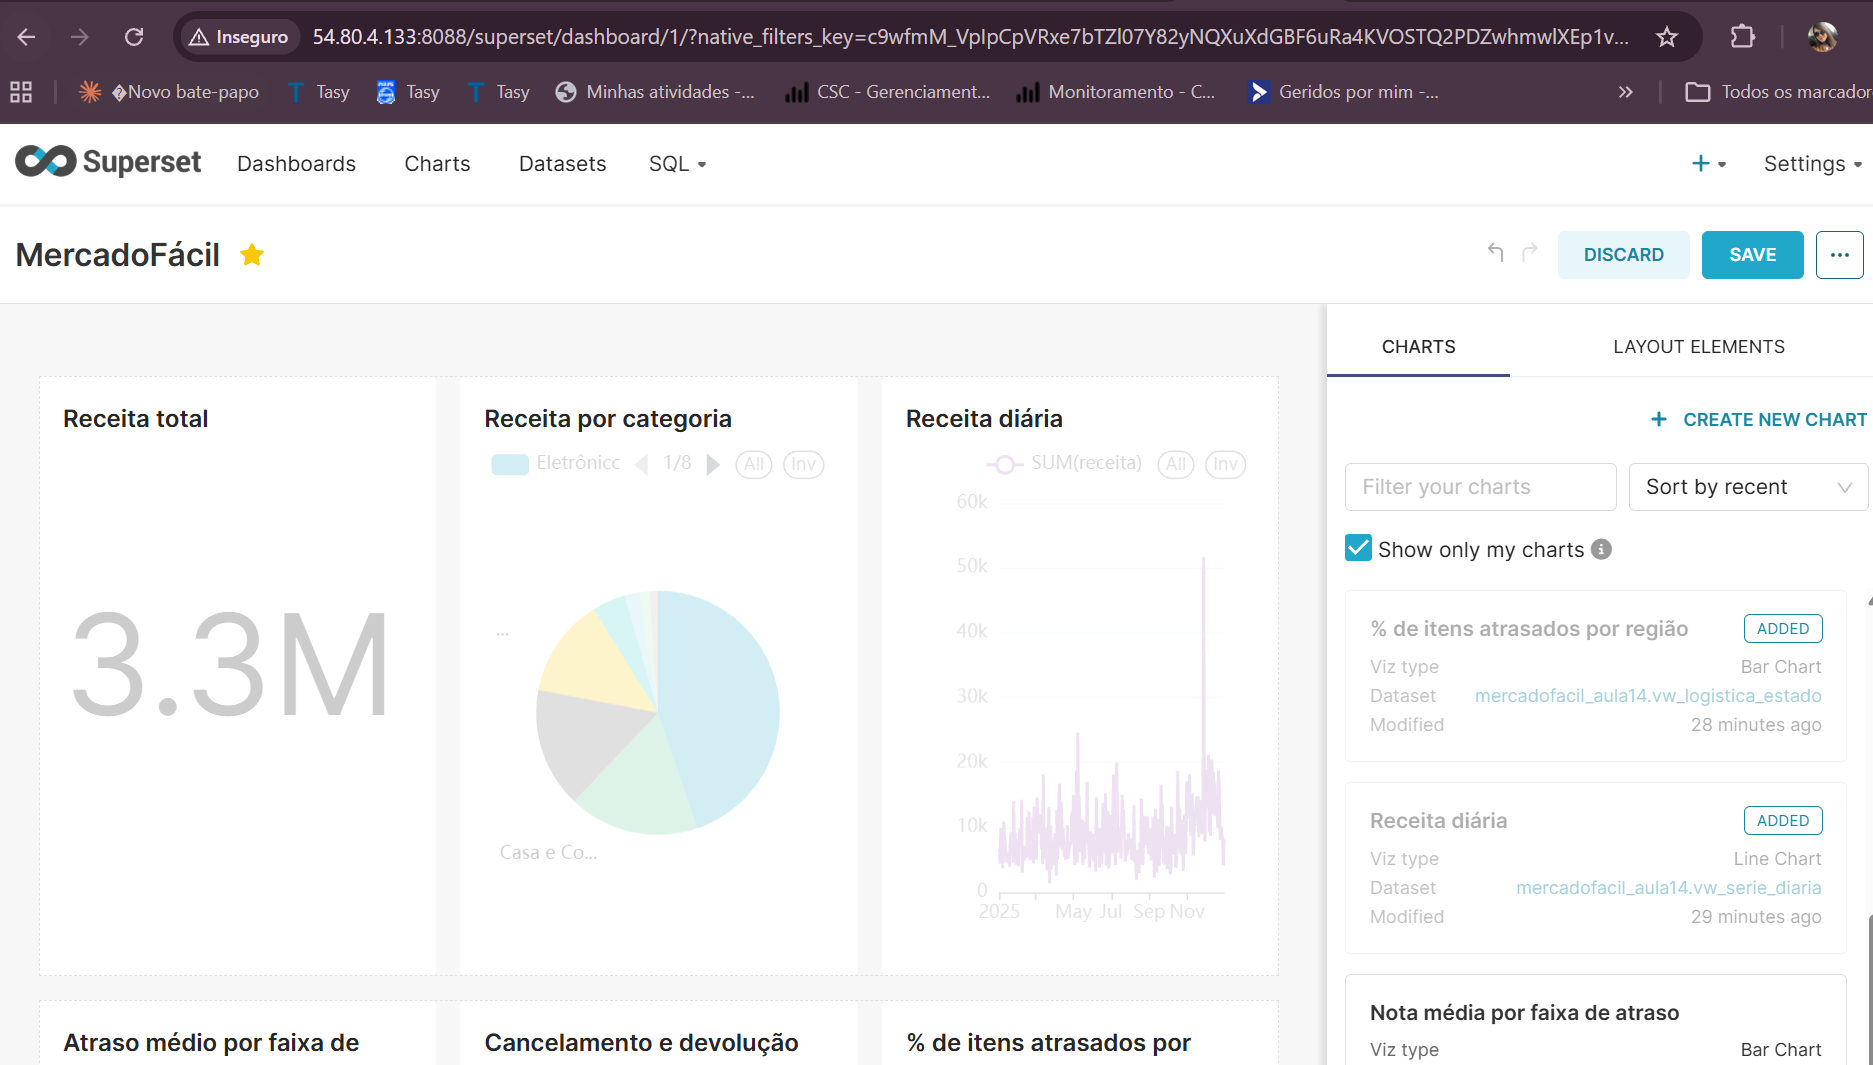 Inseguro
54.80.4.133:8088/superset/dashboard/1/?native_filters_key=c9wfmM_VpIpCpVRxe7bTZl07Y82yNQXuXdGBF6uRa4KVOSTQ2PDZwhmwlXEp1v...
�Novo bate-papo
Tasy
Tasy
Tasy
Minhas atividades -...
CSC - Gerenciament...
Monitoramento - C...
Geridos por mim -...
»
Todos os marcador
Superset
Dashboards
Charts
Datasets
SQL
+
Settings
MercadoFácil
DISCARD
SAVE
...
CHARTS
LAYOUT ELEMENTS
Receita total
3.3M
Receita por categoria
Eletrônicc
1/8
All
Inv
...
Casa e Co...
Receita diária
SUM(receita)
All
Inv
60k
50k
40k
30k
20k
10k
0
2025 May Jul Sep Nov
Atraso médio por faixa de
Cancelamento e devolução
% de itens atrasados por
+ CREATE NEW CHART
Filter your charts
Sort by recent
Show only my charts
% de itens atrasados por região
ADDED
Viz type Bar Chart
Dataset mercadofacil_aula14.vw_logistica_estado
Modified 28 minutes ago
Receita diária
ADDED
Viz type Line Chart
Dataset mercadofacil_aula14.vw_serie_diaria
Modified 29 minutes ago
Nota média por faixa de atraso
Viz type Bar Chart